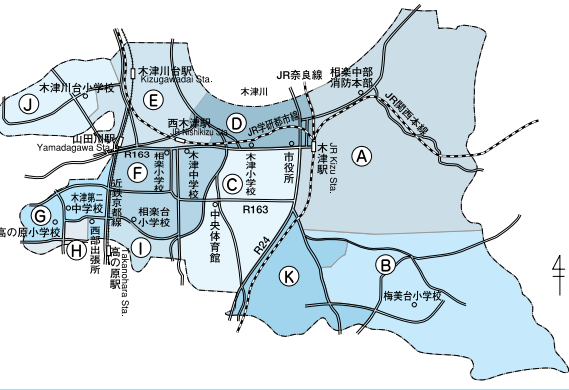 JR奈良線
相楽中部
消防本部
木津川台駅
Kizugawadai Sta.
木津川台小学校
木津川
J
E
D
JR学研都市線
JR関西本線
西木津駅
JR Nishikizu Sta.
山田川駅
Yamadagawa Sta.
R163
相楽小学校
木津中学校
木津小学校
市役所
木津駅
JR Kizu Sta.
A
F
C
近鉄京都線
木津第二
中学校
G
相楽台
小学校
R163
高の原小学校
H
西部出張所
I
高の原駅
Takanohara Sta.
中央体育館
R24
K
B
梅美台小学校
4